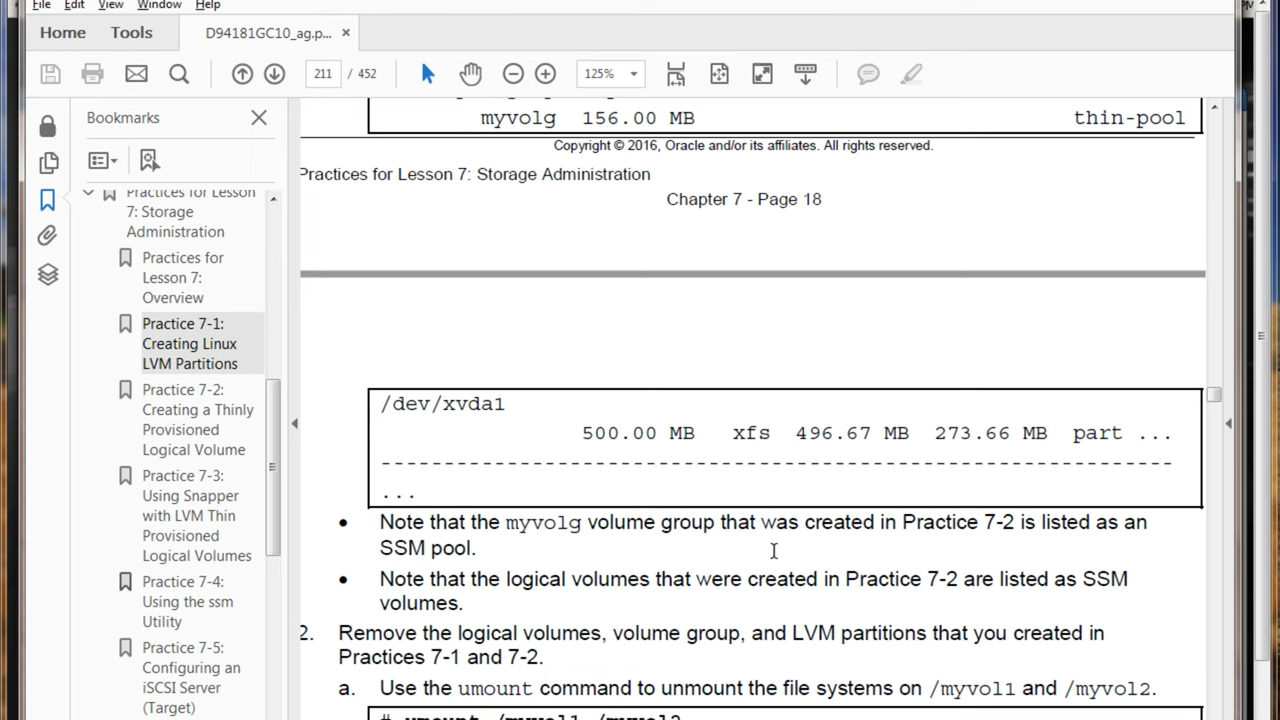 File Edit View Window Help
Home Tools D94181GC10_ag.p... ×
211 / 452 125%
Bookmarks
Practices for Lesson
7: Storage
Administration
Practices for
Lesson 7:
Overview
Practice 7-1:
Creating Linux
LVM Partitions
Practice 7-2:
Creating a Thinly
Provisioned
Logical Volume
Practice 7-3:
Using Snapper
with LVM Thin
Provisioned
Logical Volumes
Practice 7-4:
Using the ssm
Utility
Practice 7-5:
Configuring an
iSCSI Server
(Target)
myvolg 156.00 MB thin-pool
Copyright © 2016, Oracle and/or its affiliates. All rights reserved.
Practices for Lesson 7: Storage Administration
Chapter 7 - Page 18
/dev/xvda1
500.00 MB xfs 496.67 MB 273.66 MB part ...
--------------------------------------------------------------
...
• Note that the myvolg volume group that was created in Practice 7-2 is listed as an
SSM pool.
• Note that the logical volumes that were created in Practice 7-2 are listed as SSM
volumes.
2. Remove the logical volumes, volume group, and LVM partitions that you created in
Practices 7-1 and 7-2.
a. Use the umount command to unmount the file systems on /myvol1 and /myvol2.
# umount /myvol1 /myvol2